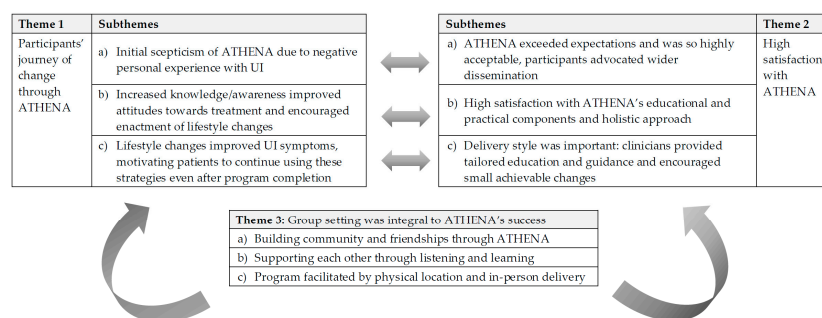 Theme 1
Subthemes
Participants'
journey of
change
through
ATHENA
a) Initial scepticism of ATHENA due to negative
personal experience with UI
b) Increased knowledge/awareness improved
attitudes towards treatment and encouraged
enactment of lifestyle changes
c) Lifestyle changes improved UI symptoms,
motivating patients to continue using these
strategies even after program completion
Subthemes
Theme 2
a) ATHENA exceeded expectations and was so highly
acceptable, participants advocated wider
dissemination
b) High satisfaction with ATHENA's educational and
practical components and holistic approach
c) Delivery style was important: clinicians provided
tailored education and guidance and encouraged
small achievable changes
High
satisfaction
with
ATHENA
Theme 3: Group setting was integral to ATHENA's success
a) Building community and friendships through ATHENA
b) Supporting each other through listening and learning
c) Program facilitated by physical location and in-person delivery